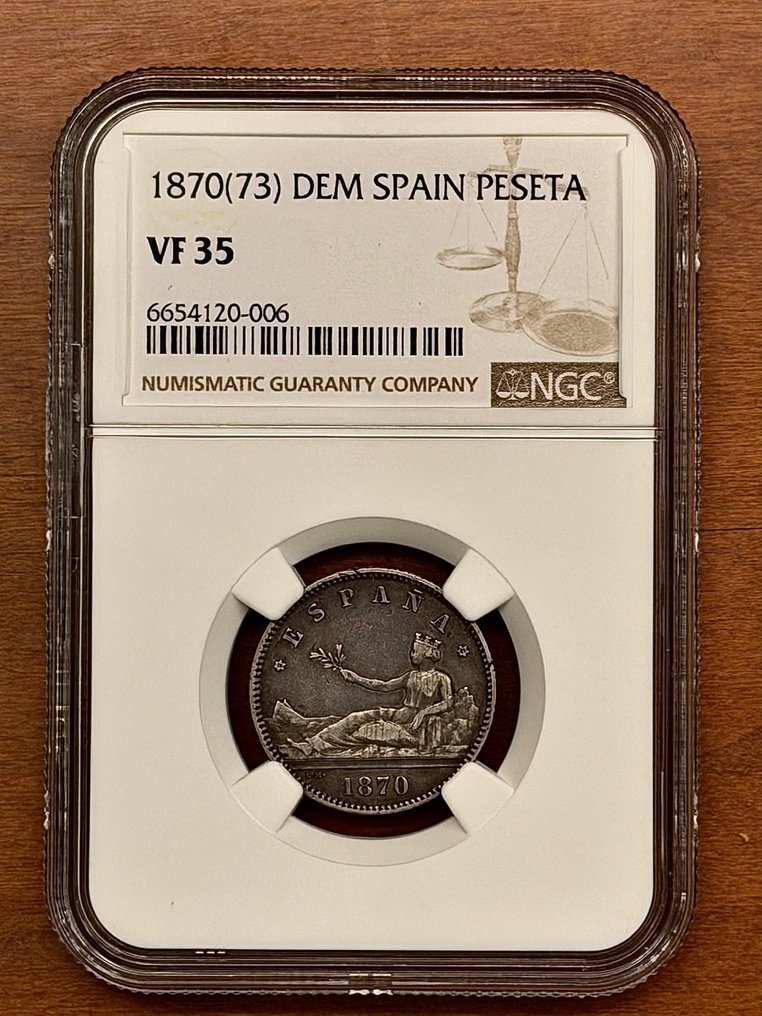 1870(73) DEM SPAIN PESETA
VF 35
6654120-006
NUMISMATIC GUARANTY COMPANY NGC®
ESPAÑA
1870